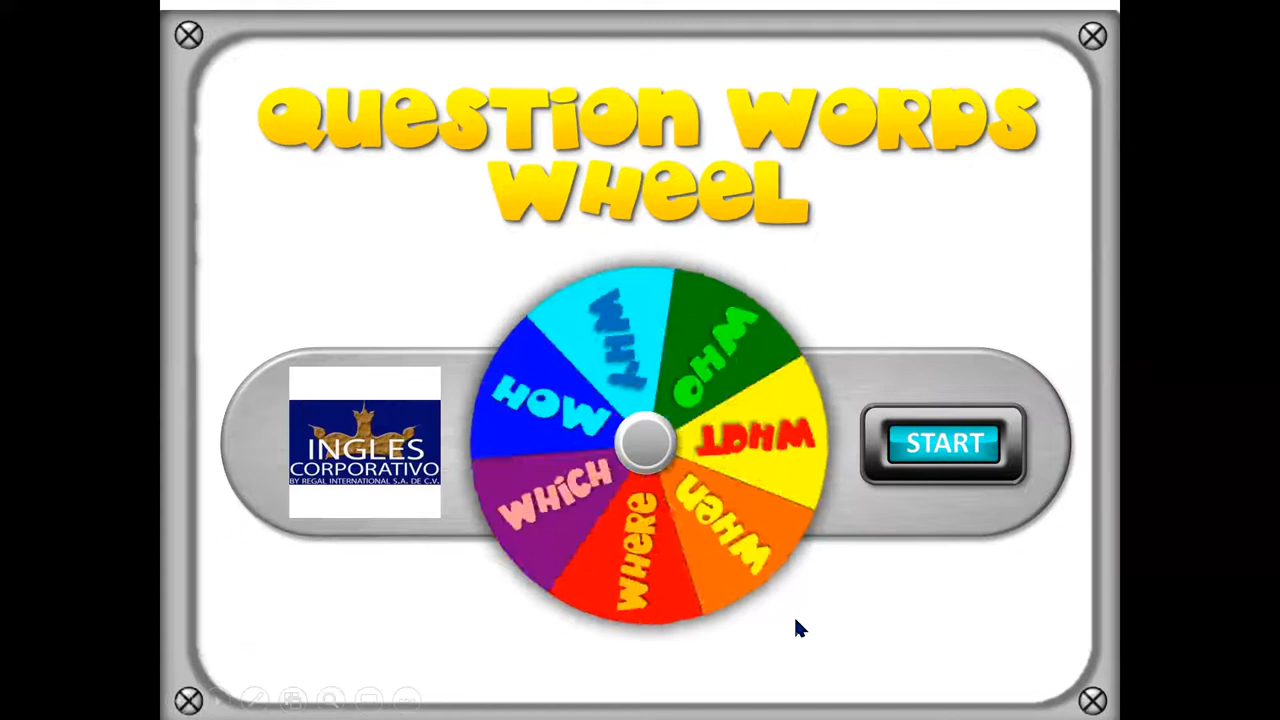 QUESTION WORDS
WHEEL
WHY
WHO
HOW
WHAT
WHICH
WHEN
WHERE
INGLES
CORPORATIVO
BY REGAL INTERNATIONAL S.A. DE C.V.
START